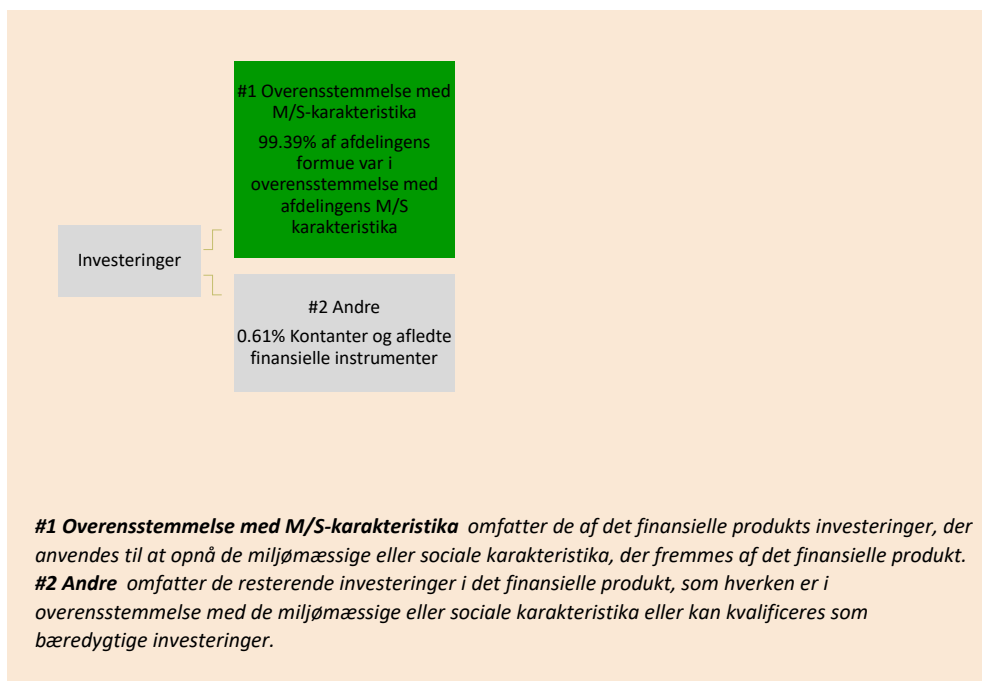 #1 Overensstemmelse med
M/S-karakteristika
99.39% af afdelingens
formue var i
overensstemmelse med
afdelingens M/S
karakteristika
Investeringer
#2 Andre
0.61% Kontanter og afledte
finansielle instrumenter
#1 Overensstemmelse med M/S-karakteristika omfatter de af det finansielle produkts investeringer, der
anvendes til at opnå de miljømæssige eller sociale karakteristika, der fremmes af det finansielle produkt.
#2 Andre omfatter de resterende investeringer i det finansielle produkt, som hverken er i
overensstemmelse med de miljømæssige eller sociale karakteristika eller kan kvalificeres som
bæredygtige investeringer.